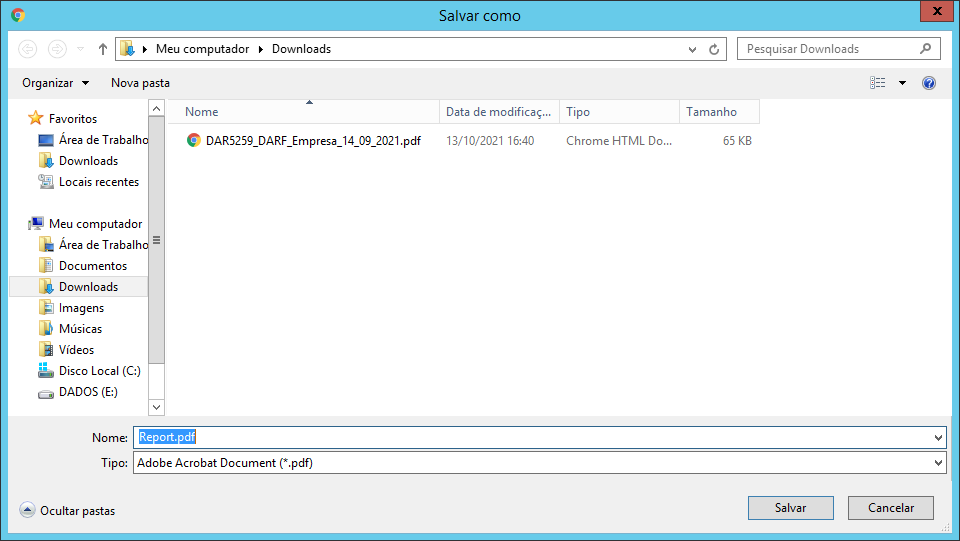 Salvar como
Meu computador Downloads
Pesquisar Downloads
Organizar Nova pasta
Favoritos
Área de Trabalho
Downloads
Locais recentes
Meu computador
Área de Trabalho
Documentos
Downloads
Imagens
Músicas
Vídeos
Disco Local (C:)
DADOS (E:)
Nome Data de modificaç... Tipo Tamanho
DAR5259_DARF_Empresa_14_09_2021.pdf 13/10/2021 16:40 Chrome HTML Do... 65 KB
Nome: Report.pdf
Tipo: Adobe Acrobat Document (*.pdf)
Ocultar pastas
Salvar Cancelar